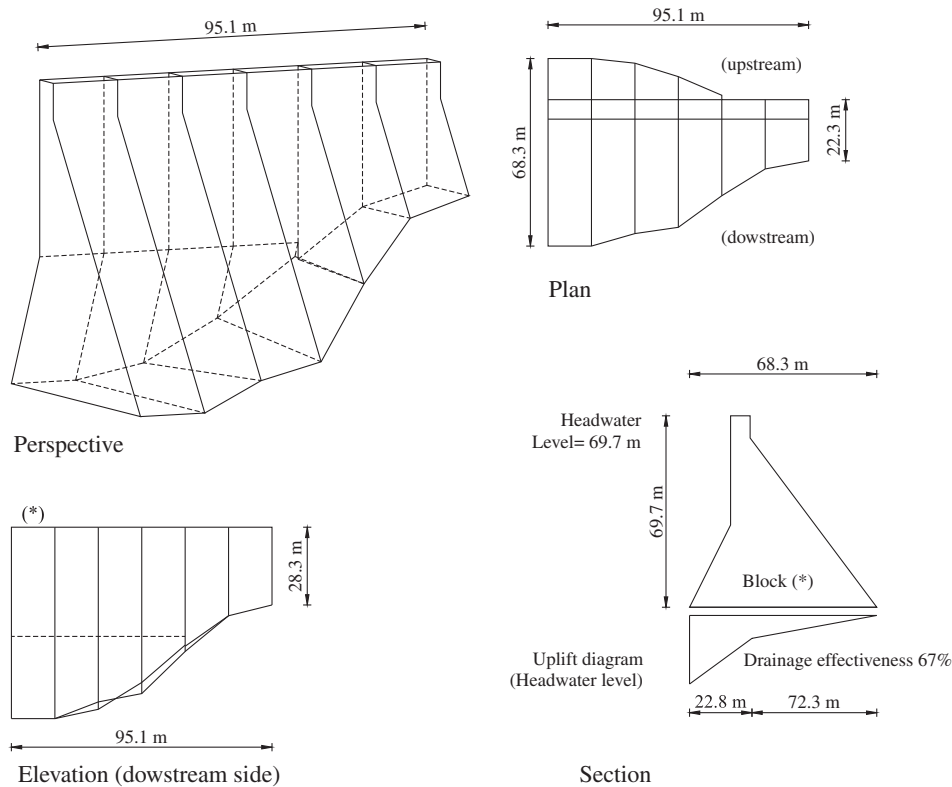 95.1 m
Perspective
95.1 m
(upstream)
68.3 m
22.3 m
(dowstream)
Plan
(*)
28.3 m
95.1 m
Elevation (dowstream side)
68.3 m
Headwater
Level= 69.7 m
69.7 m
Block (*)
Uplift diagram
(Headwater level)
Drainage effectiveness 67%
22.8 m
72.3 m
Section